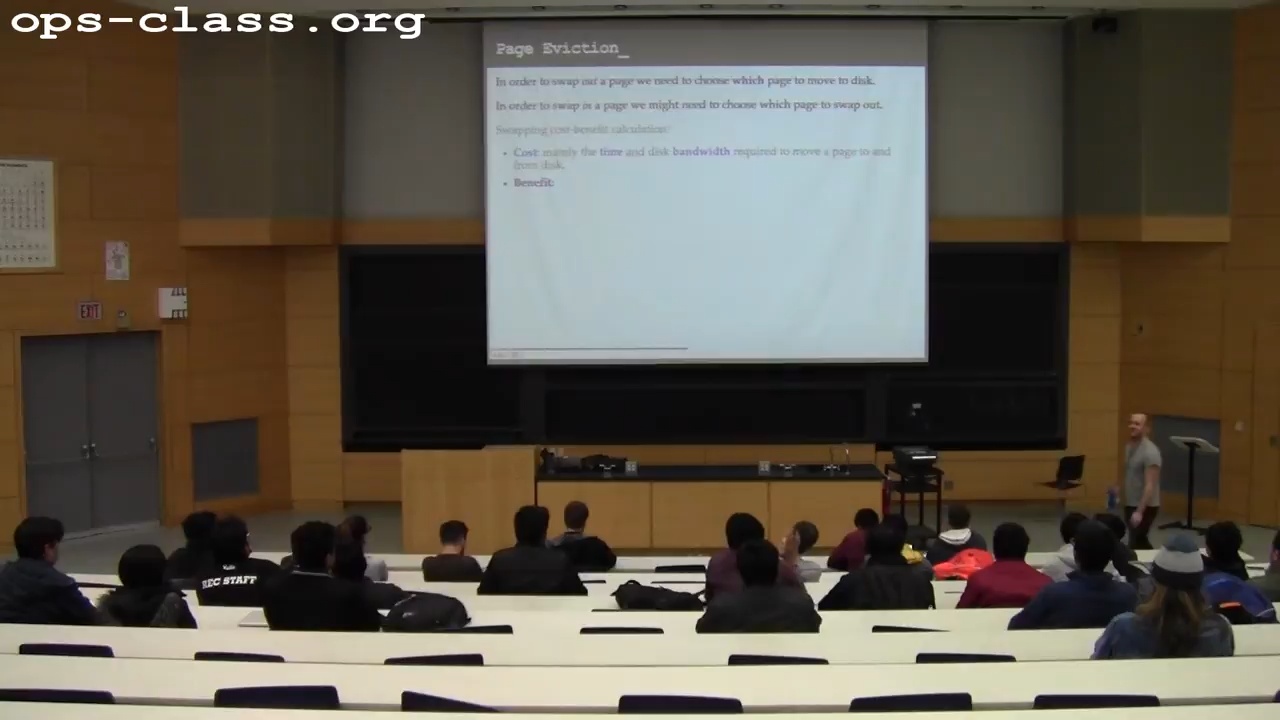 ops-class.org
Page Eviction_
In order to swap out a page we need to choose which page to move to disk.
In order to swap in a page we might need to choose which page to swap out.
Swapping cost-benefit calculation:
• Cost: mainly the time and disk bandwidth required to move a page to and
from disk.
• Benefit:
EXIT
REC STAFF